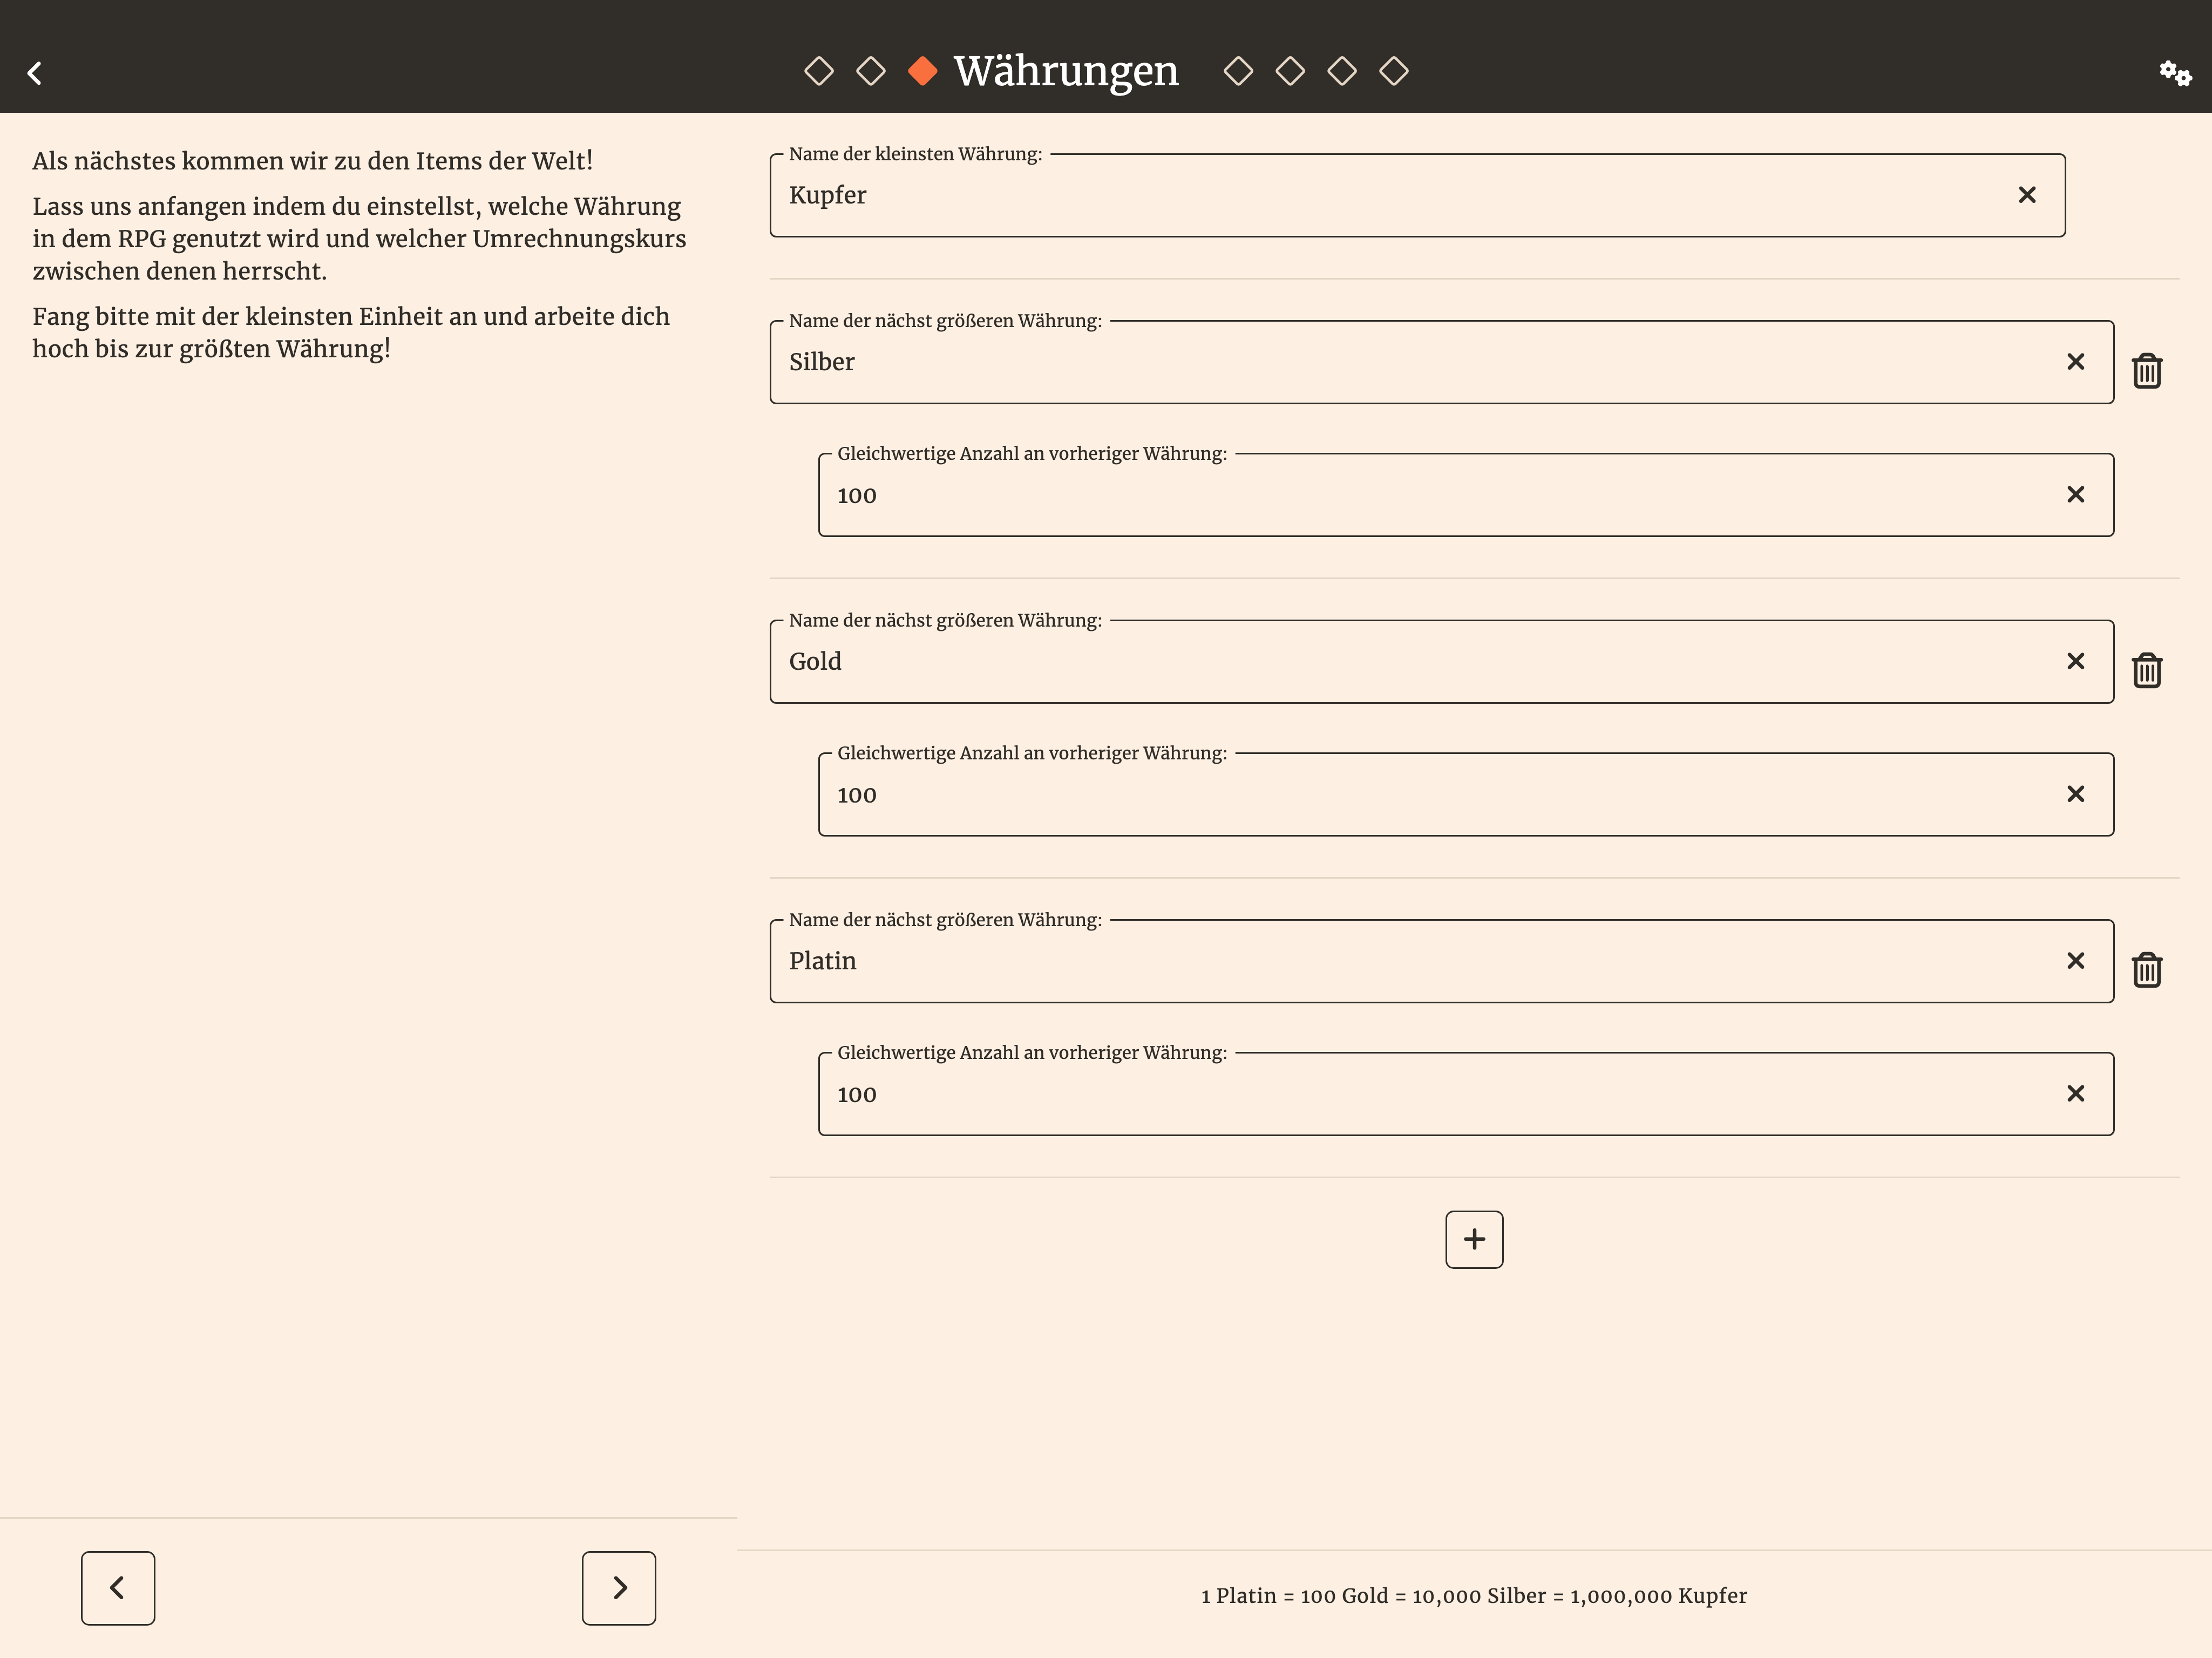 Währungen
Als nächstes kommen wir zu den Items der Welt!
Lass uns anfangen indem du einstellst, welche Währung
in dem RPG genutzt wird und welcher Umrechnungskurs
zwischen denen herrscht.
Fang bitte mit der kleinsten Einheit an und arbeite dich
hoch bis zur größten Währung!
Name der kleinsten Währung:
Kupfer
Name der nächst größeren Währung:
Silber
Gleichwertige Anzahl an vorheriger Währung:
100
Name der nächst größeren Währung:
Gold
Gleichwertige Anzahl an vorheriger Währung:
100
Name der nächst größeren Währung:
Platin
Gleichwertige Anzahl an vorheriger Währung:
100
1 Platin = 100 Gold = 10,000 Silber = 1,000,000 Kupfer